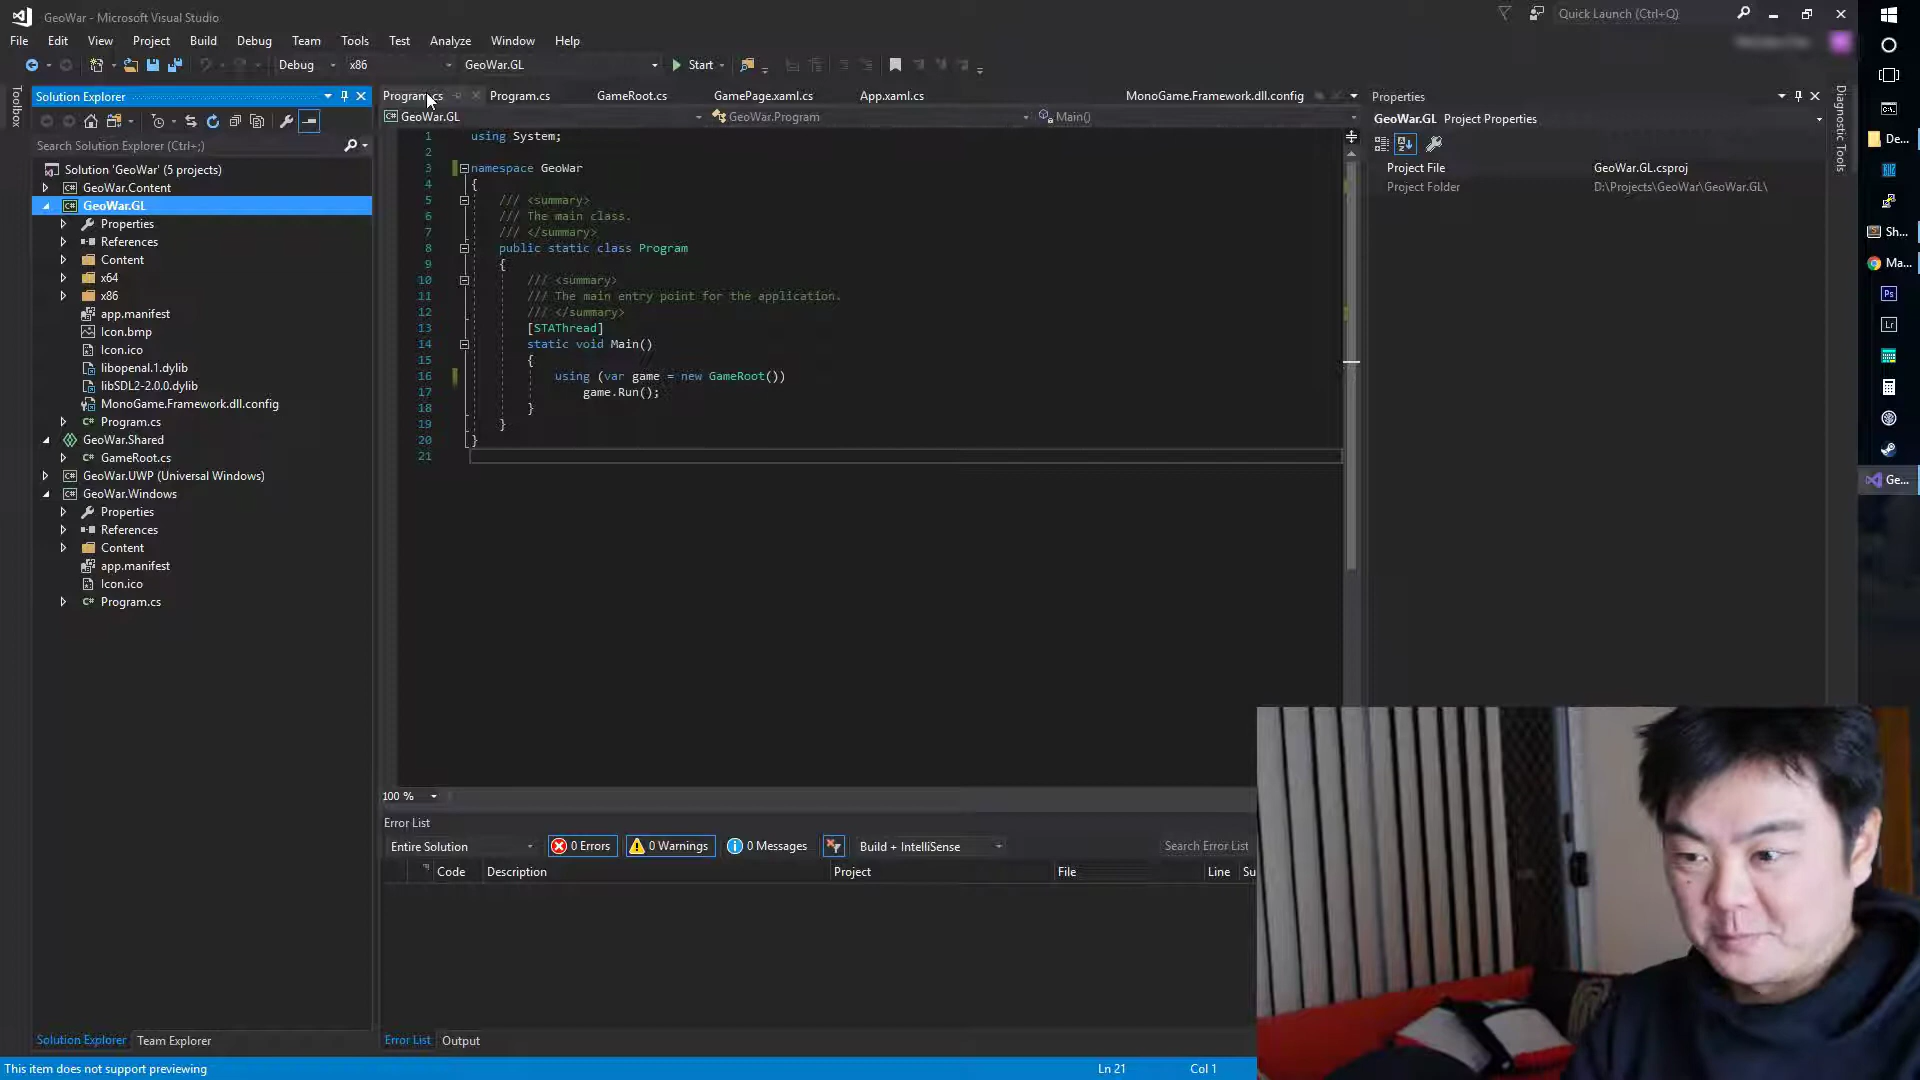 GeoWar - Microsoft Visual Studio
Quick Launch (Ctrl+Q)
File Edit View Project Build Debug Team Tools Test Analyze Window Help
Debug x86 GeoWar.GL Start
Toolbox
Solution Explorer
Search Solution Explorer (Ctrl+;)
Solution 'GeoWar' (5 projects)
GeoWar.Content
GeoWar.GL
Properties
References
Content
x64
x86
app.manifest
Icon.bmp
Icon.ico
libopenal.1.dylib
libSDL2-2.0.0.dylib
MonoGame.Framework.dll.config
Program.cs
GeoWar.Shared
GameRoot.cs
GeoWar.UWP (Universal Windows)
GeoWar.Windows
Properties
References
Content
app.manifest
Icon.ico
Program.cs
Solution Explorer Team Explorer
Program.cs Program.cs GameRoot.cs GamePage.xaml.cs App.xaml.cs MonoGame.Framework.dll.config
GeoWar.GL GeoWar.Program Main()
1 using System;
2
3 namespace GeoWar
4 {
5 /// <summary>
6 /// The main class.
7 /// </summary>
8 public static class Program
9 {
10 /// <summary>
11 /// The main entry point for the application.
12 /// </summary>
13 [STAThread]
14 static void Main()
15 {
16 using (var game = new GameRoot())
17 game.Run();
18 }
19 }
20 }
21
100 %
Error List
Entire Solution 0 Errors 0 Warnings 0 Messages Build + IntelliSense Search Error List
Code Description Project File Line Su
Error List Output
Properties
GeoWar.GL Project Properties
Project File GeoWar.GL.csproj
Project Folder D:\Projects\GeoWar\GeoWar.GL\
Diagnostic Tools
De...
Sh...
Ma...
Ps
Lr
Ge...
This item does not support previewing Ln 21 Col 1